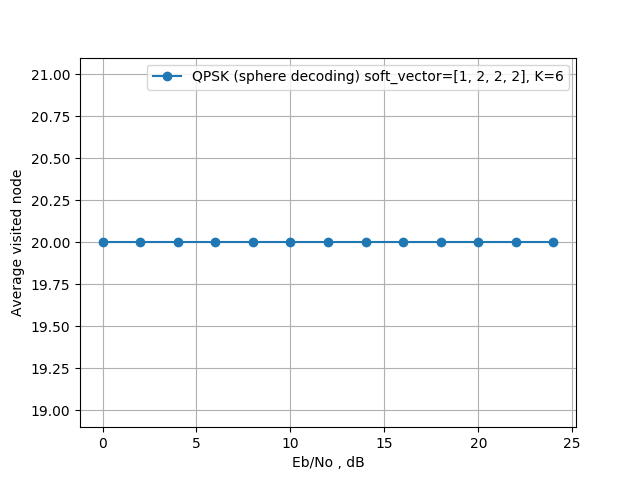 QPSK (sphere decoding) soft_vector=[1, 2, 2, 2], K=6
21.00
20.75
20.50
20.25
20.00
19.75
19.50
19.25
19.00
Average visited node
0 5 10 15 20 25
Eb/No , dB